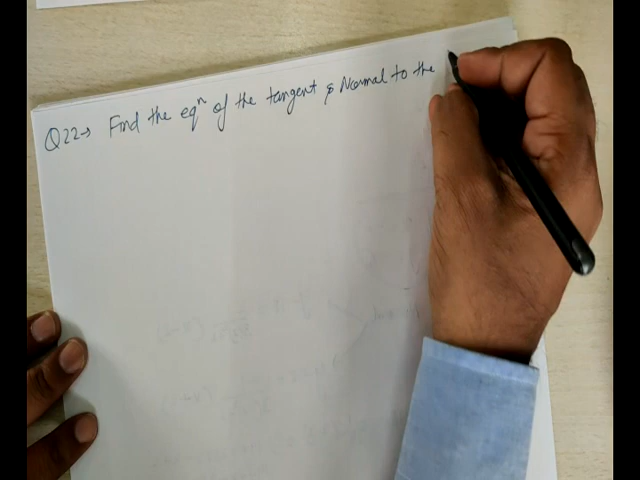 Q22→ Find the eqⁿ of the tangent & Normal to the